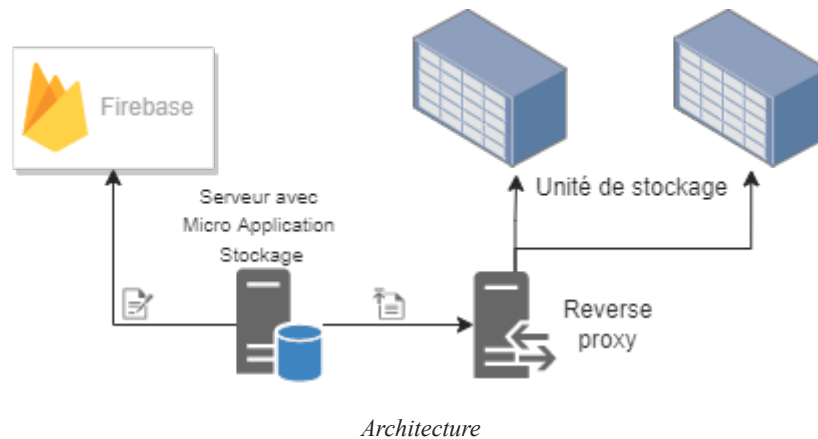 Firebase
Serveur avec
Micro Application
Stockage
Unité de stockage
Reverse
proxy
Architecture